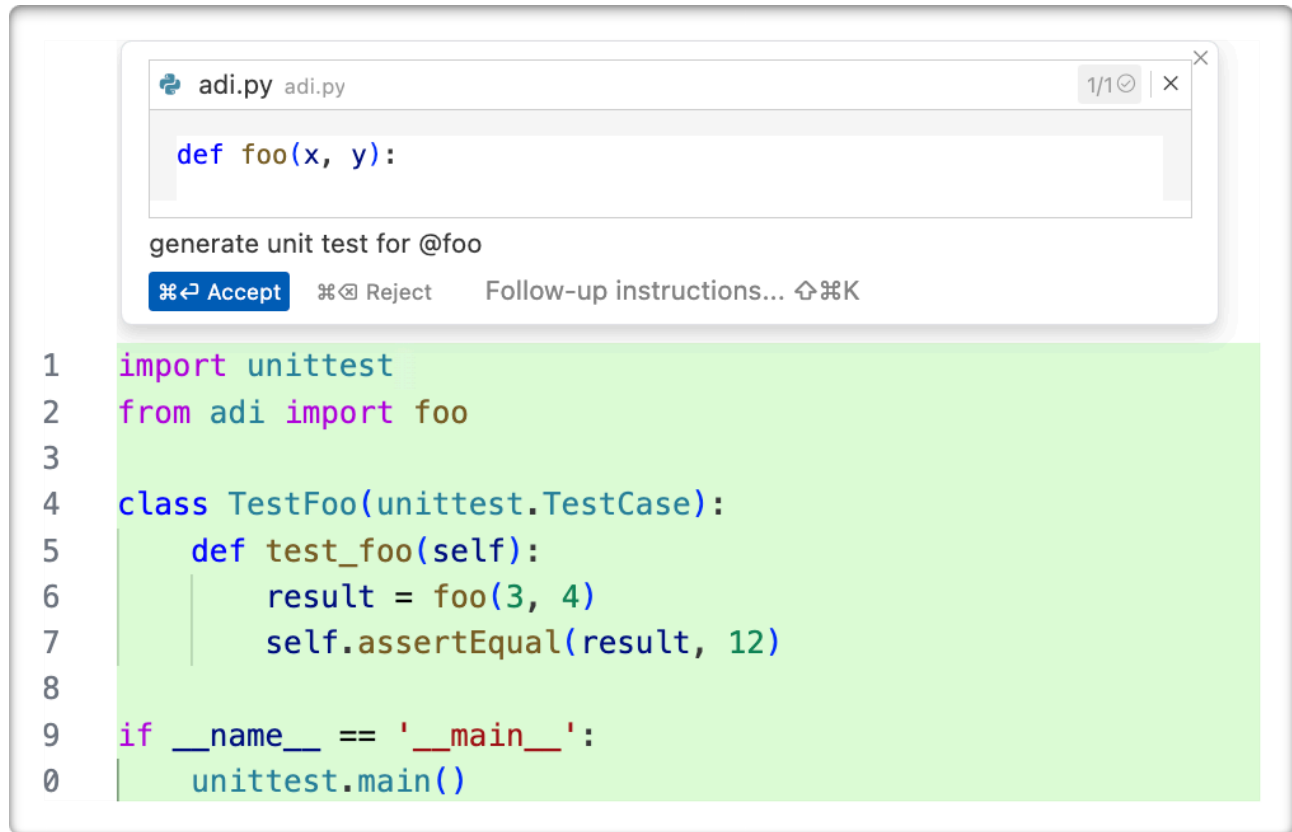 adi.py adi.py 1/1
def foo(x, y):
generate unit test for @foo
⌘⏎ Accept ⌘⌫ Reject Follow-up instructions... ⇧⌘K
1 import unittest
2 from adi import foo
3
4 class TestFoo(unittest.TestCase):
5     def test_foo(self):
6         result = foo(3, 4)
7         self.assertEqual(result, 12)
8
9 if __name__ == '__main__':
0     unittest.main()